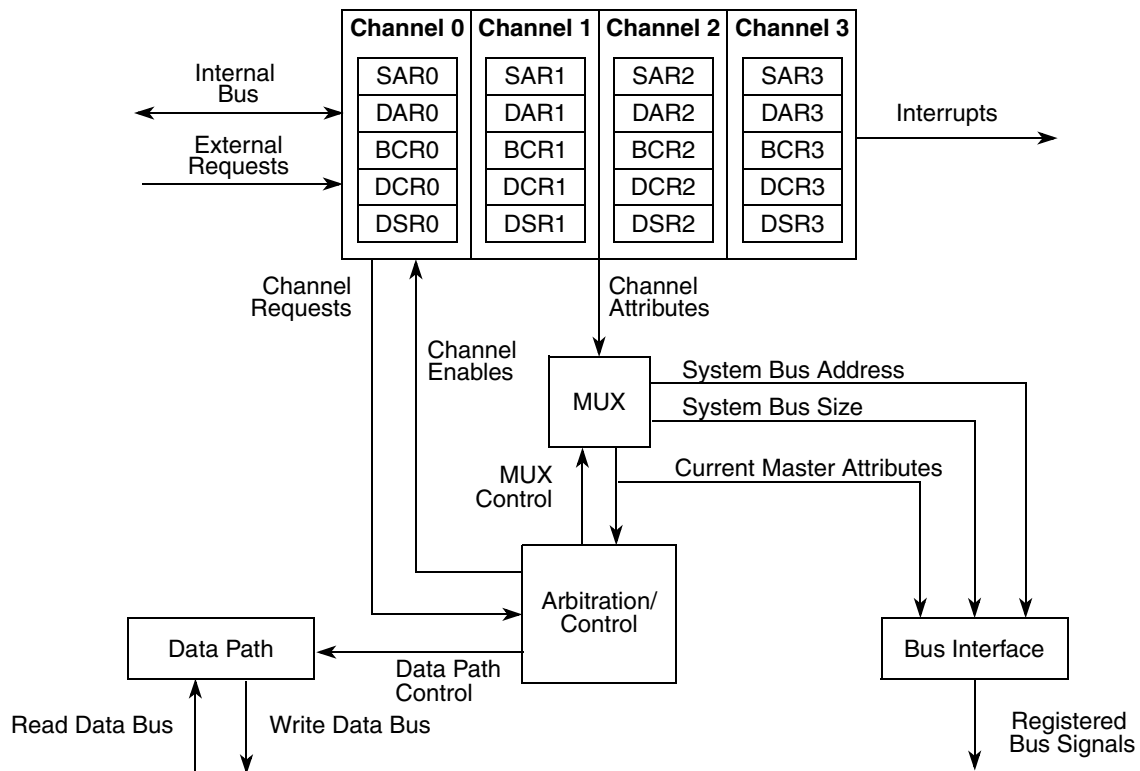 Channel 0 Channel 1 Channel 2 Channel 3
SAR0 SAR1 SAR2 SAR3
DAR0 DAR1 DAR2 DAR3
BCR0 BCR1 BCR2 BCR3
DCR0 DCR1 DCR2 DCR3
DSR0 DSR1 DSR2 DSR3
Internal
Bus
External
Requests
Interrupts
Channel
Requests
Channel
Enables
Channel
Attributes
MUX
System Bus Address
System Bus Size
Current Master Attributes
MUX
Control
Arbitration/
Control
Data Path
Data Path
Control
Bus Interface
Read Data Bus
Write Data Bus
Registered
Bus Signals